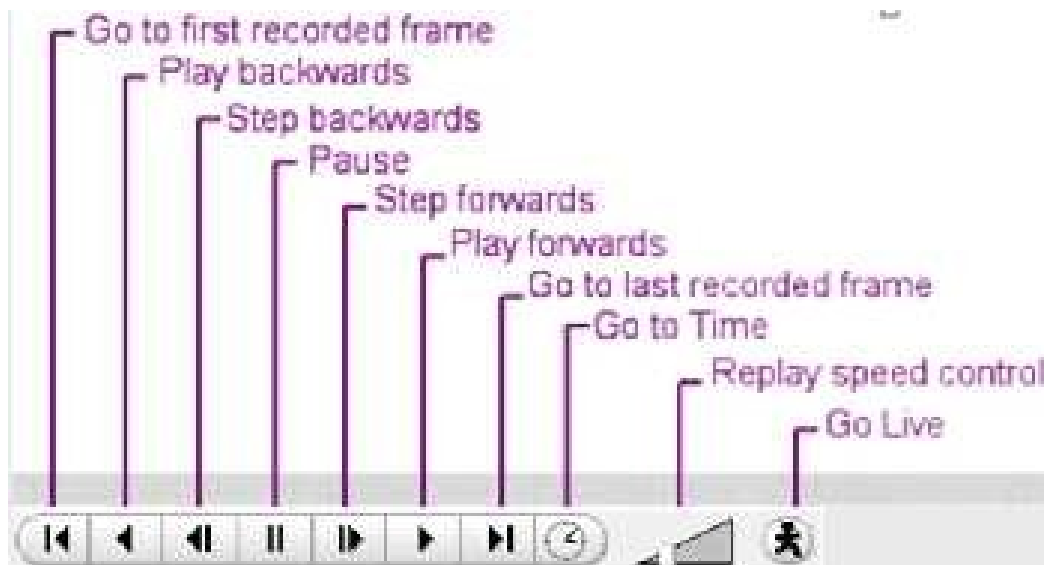 Go to first recorded frame
Play backwards
Step backwards
Pause
Step forwards
Play forwards
Go to last recorded frame
Go to Time
Replay speed control
Go Live